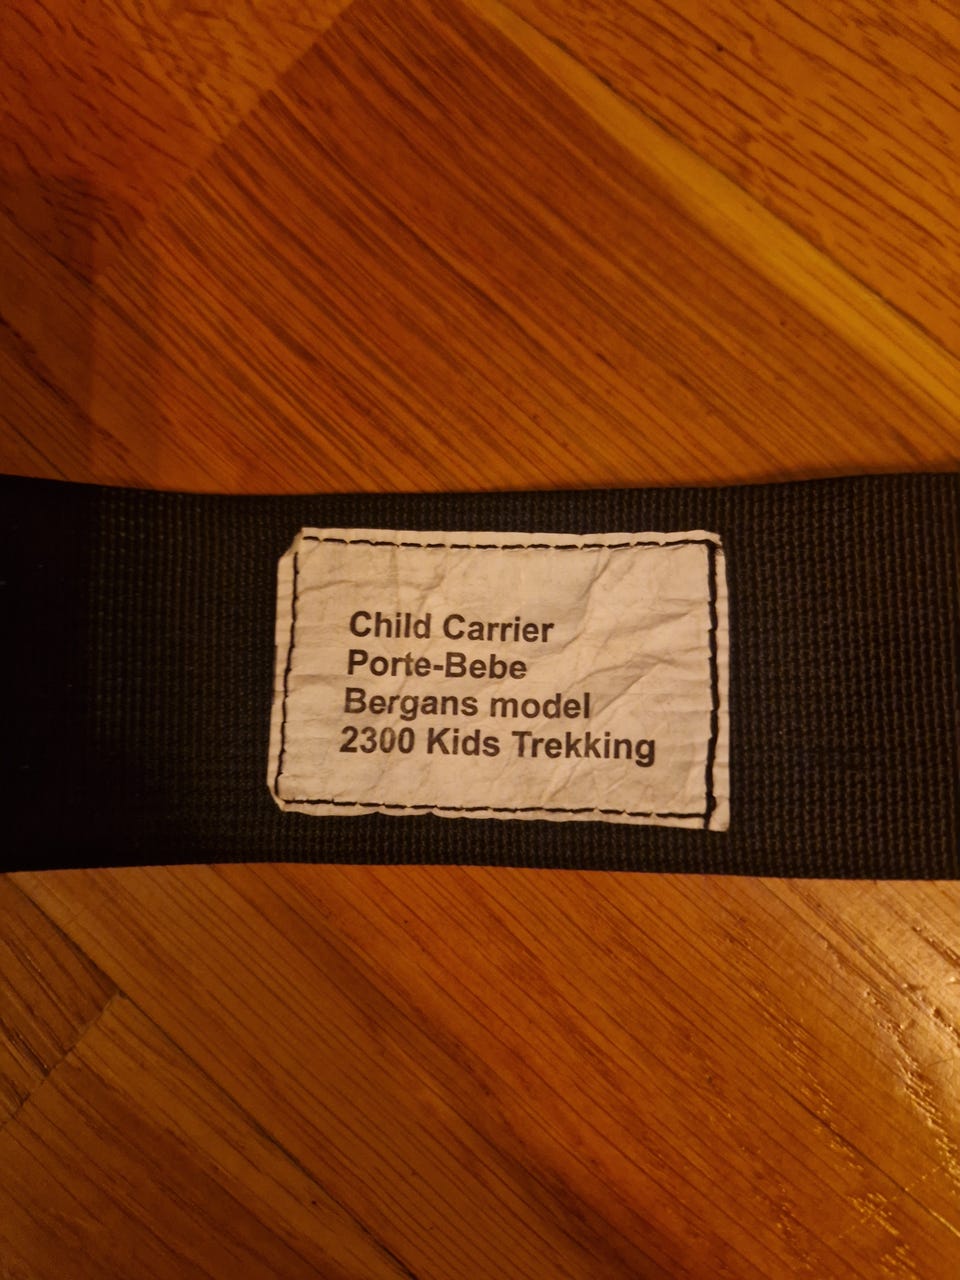 Child Carrier
Porte-Bebe
Bergans model
2300 Kids Trekking